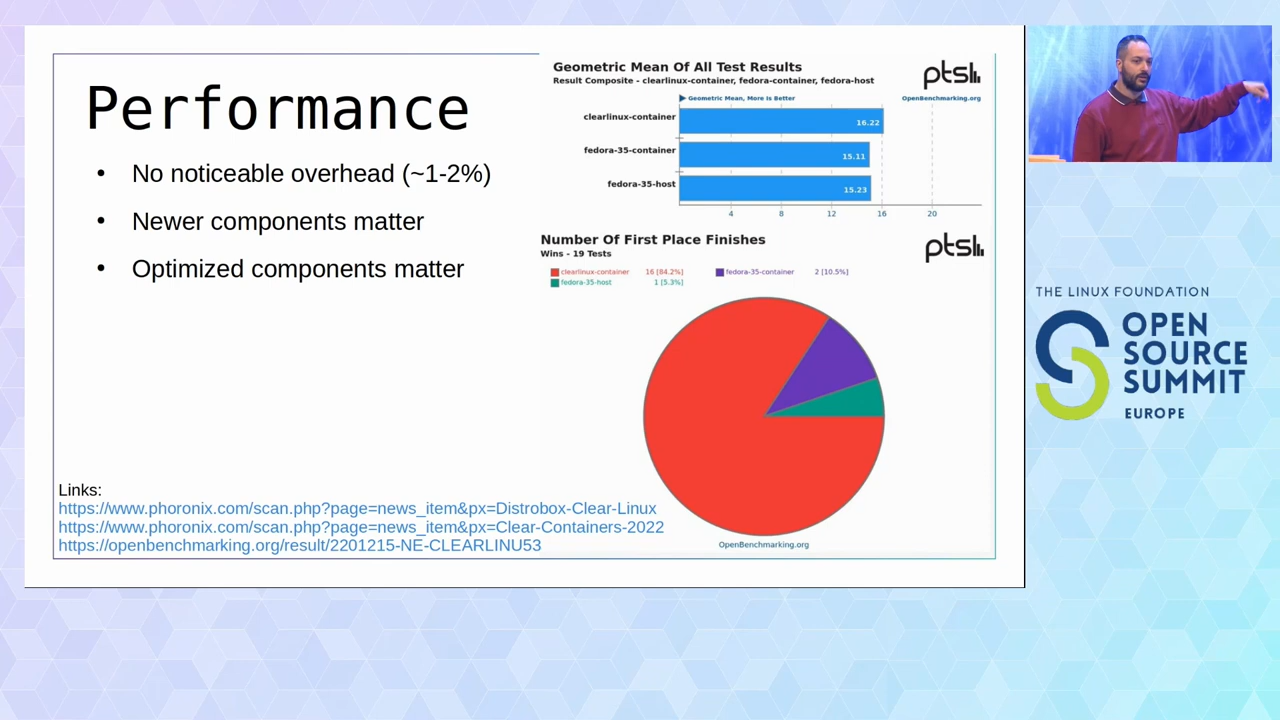 Performance
• No noticeable overhead (~1-2%)
• Newer components matter
• Optimized components matter
Links:
https://www.phoronix.com/scan.php?page=news_item&px=Distrobox-Clear-Linux
https://www.phoronix.com/scan.php?page=news_item&px=Clear-Containers-2022
https://openbenchmarking.org/result/2201215-NE-CLEARLINU53
Geometric Mean Of All Test Results
Result Composite - clearlinux-container, fedora-container, fedora-host
ptsl
Geometric Mean, More Is Better
OpenBenchmarking.org
clearlinux-container 16.22
fedora-35-container 15.11
fedora-35-host 15.23
4 8 12 16 20
Number Of First Place Finishes
Wins - 19 Tests
ptsl
clearlinux-container 16 [84.2%] fedora-35-container 2 [10.5%]
fedora-35-host 1 [5.3%]
OpenBenchmarking.org
THE LINUX FOUNDATION
OPEN
SOURCE
SUMMIT
EUROPE